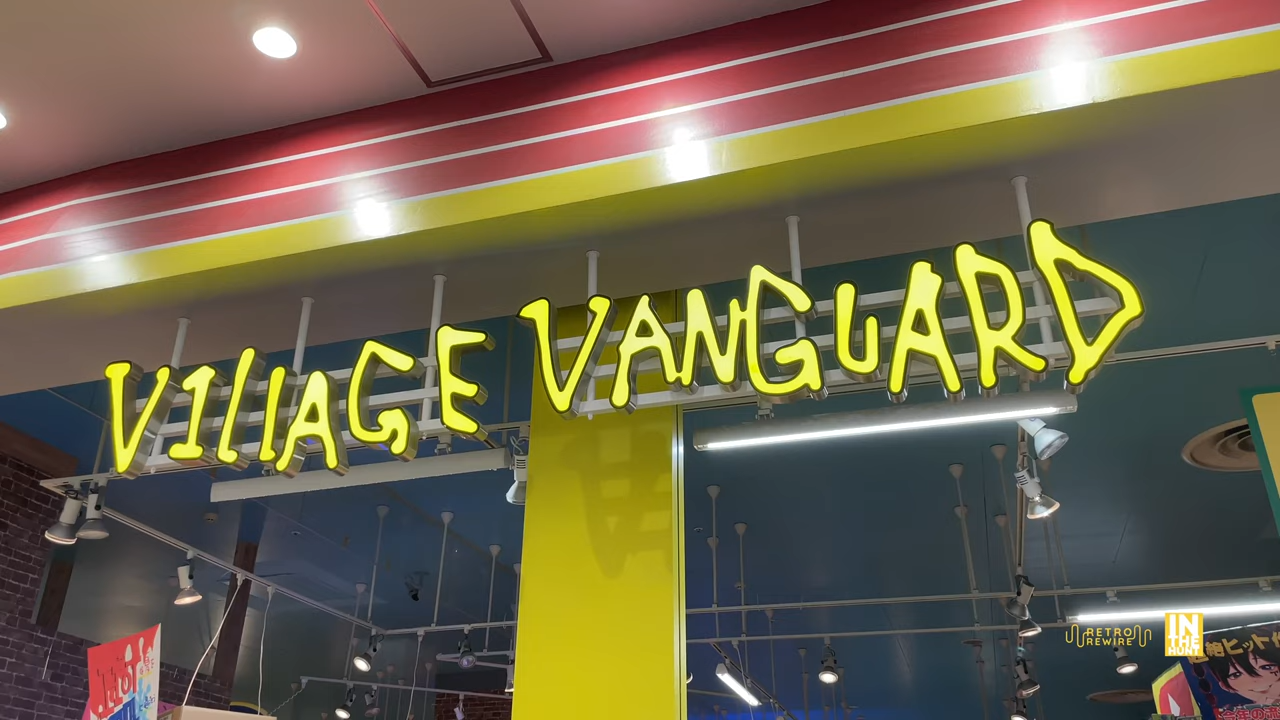 VillAGE VANGUARD
RETRO
REWIRE
IN
THE
HUNT